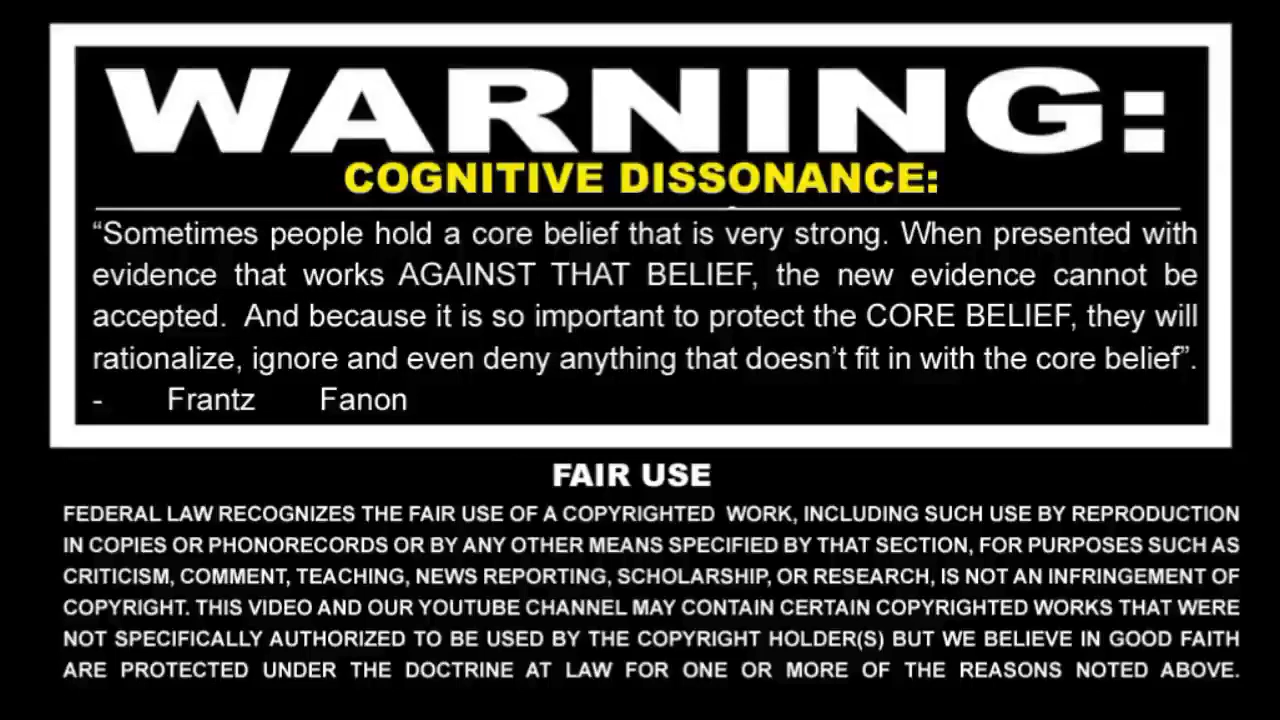 WARNING:
COGNITIVE DISSONANCE:
“Sometimes people hold a core belief that is very strong. When presented with
evidence that works AGAINST THAT BELIEF, the new evidence cannot be
accepted. And because it is so important to protect the CORE BELIEF, they will
rationalize, ignore and even deny anything that doesn’t fit in with the core belief”.
- Frantz Fanon
FAIR USE
FEDERAL LAW RECOGNIZES THE FAIR USE OF A COPYRIGHTED WORK, INCLUDING SUCH USE BY REPRODUCTION
IN COPIES OR PHONORECORDS OR BY ANY OTHER MEANS SPECIFIED BY THAT SECTION, FOR PURPOSES SUCH AS
CRITICISM, COMMENT, TEACHING, NEWS REPORTING, SCHOLARSHIP, OR RESEARCH, IS NOT AN INFRINGEMENT OF
COPYRIGHT. THIS VIDEO AND OUR YOUTUBE CHANNEL MAY CONTAIN CERTAIN COPYRIGHTED WORKS THAT WERE
NOT SPECIFICALLY AUTHORIZED TO BE USED BY THE COPYRIGHT HOLDER(S) BUT WE BELIEVE IN GOOD FAITH
ARE PROTECTED UNDER THE DOCTRINE AT LAW FOR ONE OR MORE OF THE REASONS NOTED ABOVE.